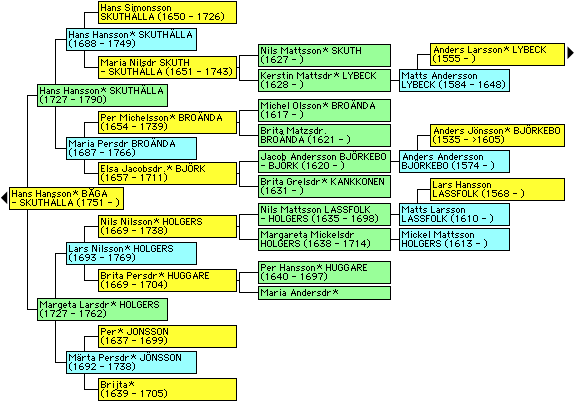 Hans Simonsson
SKUTHÄLLA (1650 - 1726)
Hans Hansson* SKUTHÄLLA
(1688 - 1749)
Maria Nilsdr SKUTH
- SKUTHÄLLA (1651 - 1743)
Nils Mattsson* SKUTH
(1627 - )
Kerstin Mattsdr* LYBECK
(1628 - )
Anders Larsson* LYBECK
(1555 - )
Matts Andersson
LYBECK (1584 - 1648)
Hans Hansson* SKUTHÄLLA
(1727 - 1790)
Per Michelsson* BROÄNDA
(1654 - 1739)
Michel Olsson* BROÄNDA
(1617 - )
Brita Matzsdr.
BROÄNDA (1621 - )
Maria Persdr BROÄNDA
(1687 - 1766)
Elsa Jacobsdr.* BJÖRK
(1657 - 1711)
Jacob Andersson BJÖRKEBO
- BJÖRK (1620 - )
Brita Grelsdr* KANKKONEN
(1631 - )
Anders Jönsson* BJÖRKEBO
(1535 - >1605)
Anders Andersson
BJÖRKEBO (1574 - )
Hans Hansson* BÄGA
- SKUTHÄLLA (1751 - )
Nils Nilsson* HOLGERS
(1669 - 1738)
Nils Mattsson LASSFOLK
- HOLGERS (1635 - 1698)
Margareta Mickelsdr
HOLGERS (1638 - 1714)
Lars Hansson
LASSFOLK (1568 - )
Matts Larsson
LASSFOLK (1610 - )
Mickel Mattsson
HOLGERS (1613 - )
Lars Nilsson* HOLGERS
(1693 - 1769)
Brita Persdr* HUGGARE
(1669 - 1704)
Per Hansson* HUGGARE
(1640 - 1697)
Maria Andersdr*
Margeta Larsdr* HOLGERS
(1727 - 1762)
Per* JÖNSSON
(1637 - 1699)
Märta Persdr* JÖNSSON
(1692 - 1738)
Brijta*
(1639 - 1705)